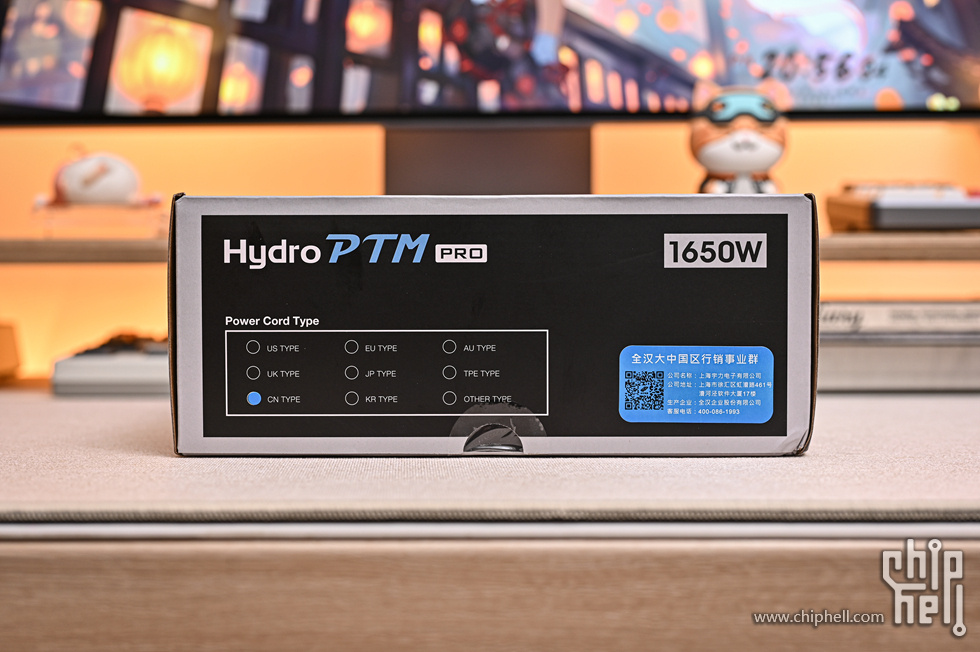 Hydro PTM PRO
1650W
Power Cord Type
US TYPE
EU TYPE
AU TYPE
UK TYPE
JP TYPE
TPE TYPE
CN TYPE
KR TYPE
OTHER TYPE
全汉大中国区行销事业群
公司名称：上海宇力电子有限公司
公司地址：上海市徐汇区虹漕路461号
漕河泾软件大厦17楼
生产企业：全汉企业股份有限公司
客服电话：400-086-1993
chip
hell
www.chiphell.com